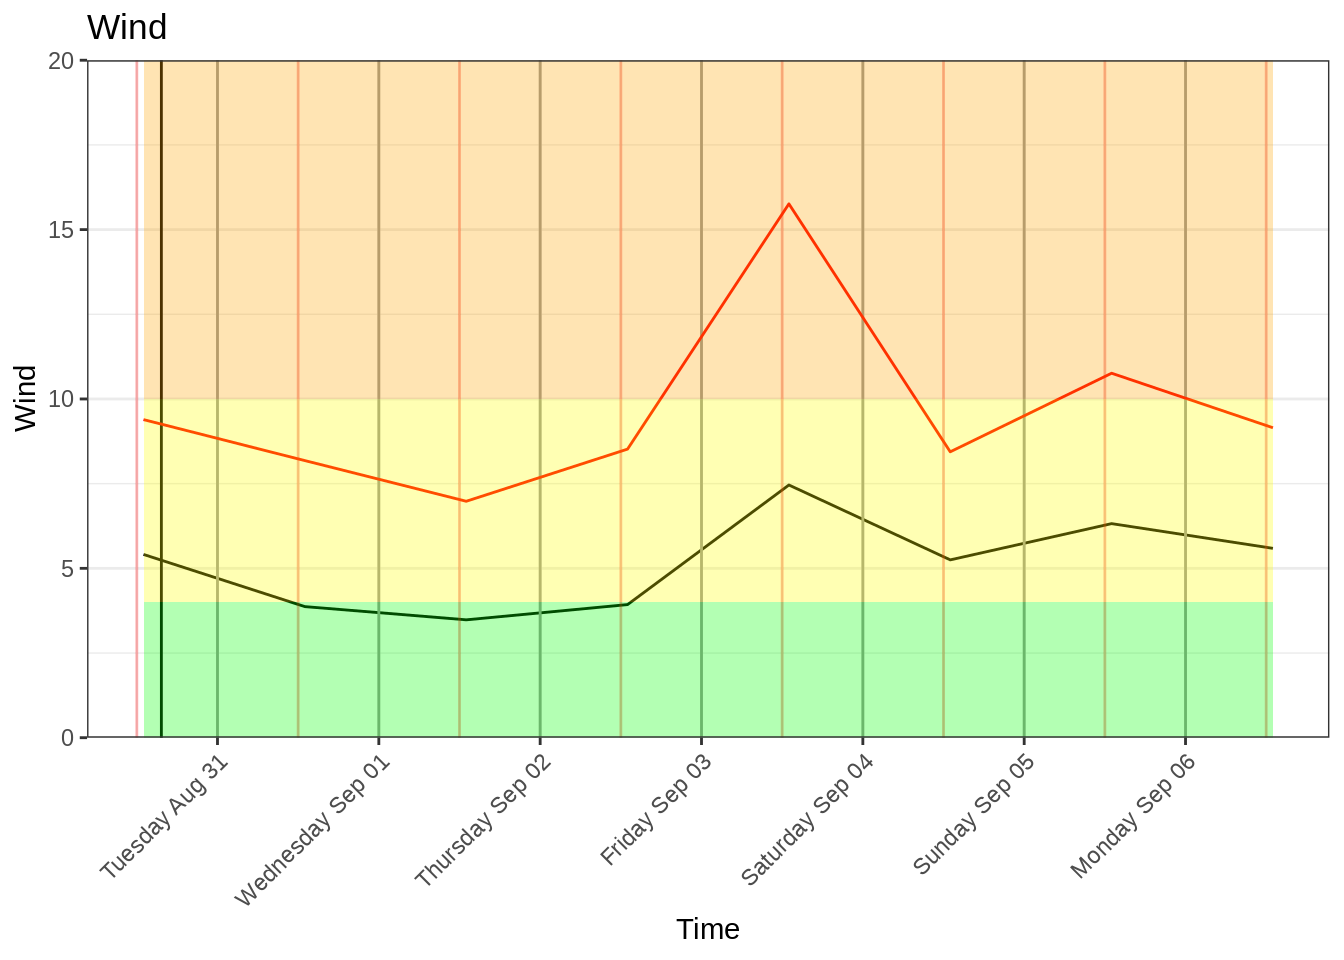 Wind
20
15
10
5
0
Wind
Tuesday Aug 31
Wednesday Sep 01
Thursday Sep 02
Friday Sep 03
Saturday Sep 04
Sunday Sep 05
Monday Sep 06
Time